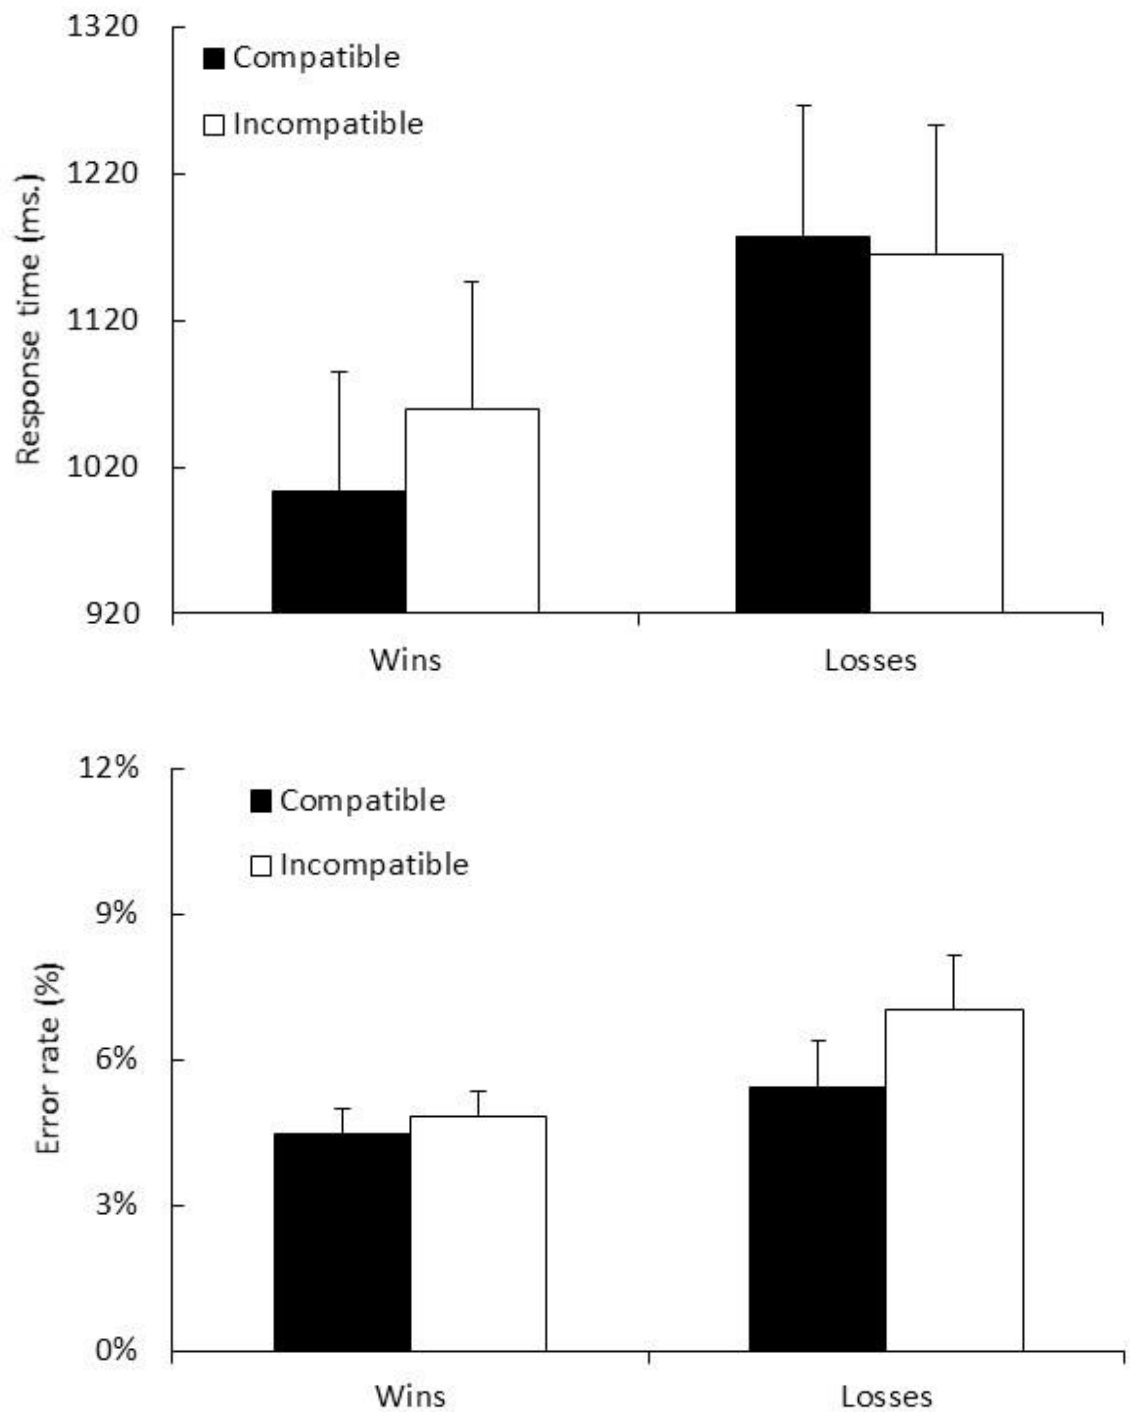 1320
Compatible
Incompatible
1220
1120
1020
920
Response time (ms.)
Wins Losses
12%
Compatible
Incompatible
9%
6%
3%
0%
Error rate (%)
Wins Losses